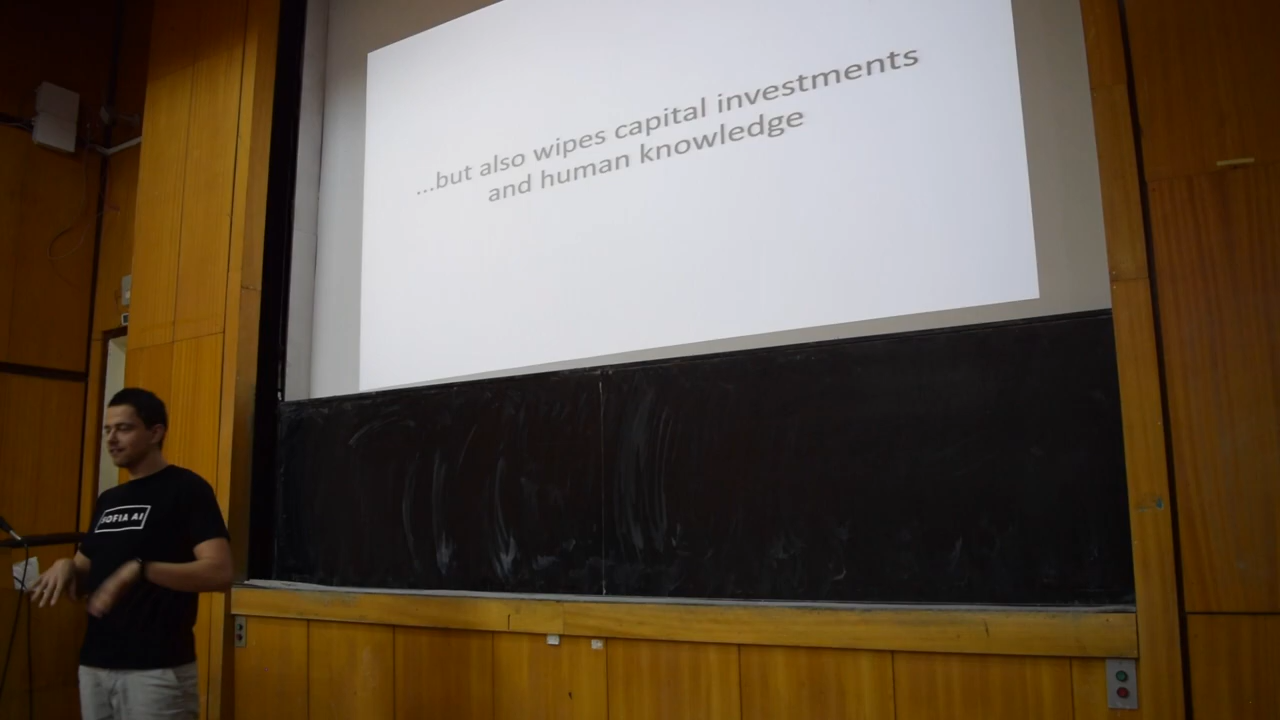 ...but also wipes capital investments
and human knowledge
SOFIA AI